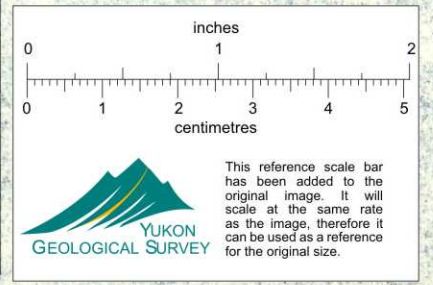 inches
0 1 2
0 1 2 3 4 5
centimetres
YUKON
GEOLOGICAL SURVEY
This reference scale bar
has been added to the
original image. It will
scale at the same rate
as the image, therefore it
can be used as a reference
for the original size.